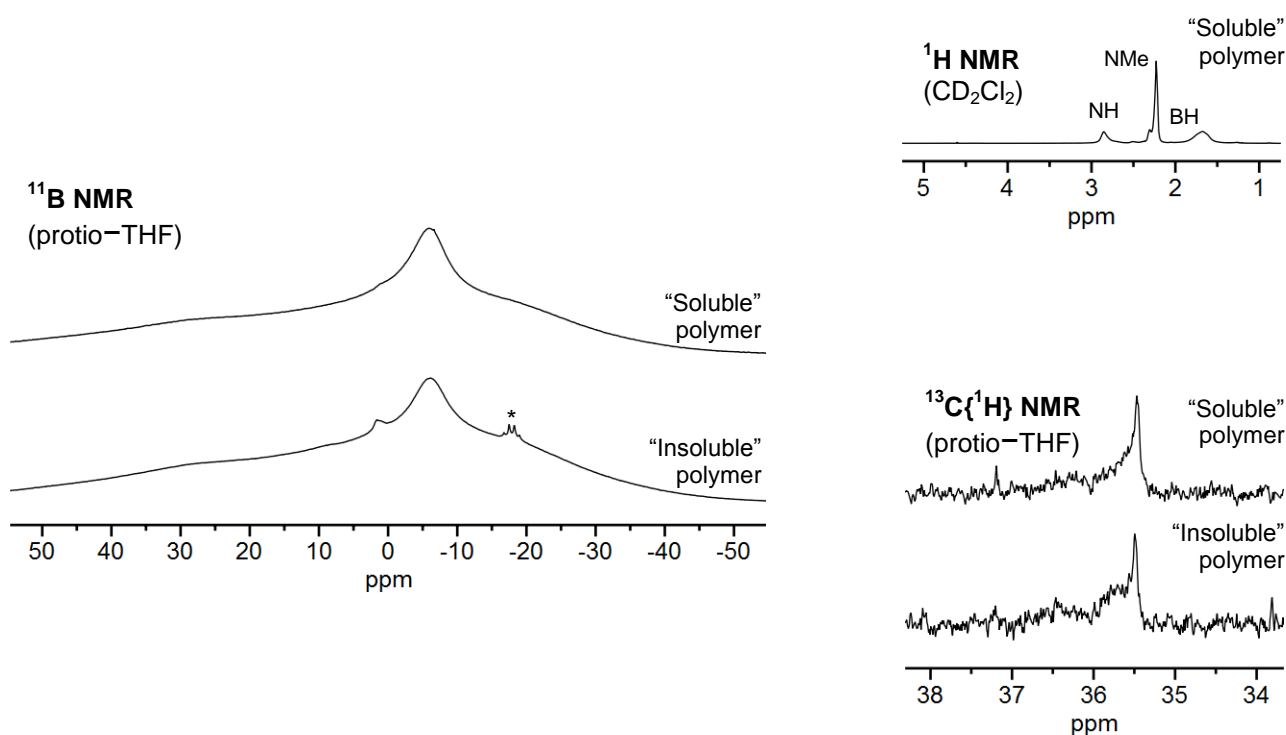 ¹¹B NMR
(protio−THF)
“Soluble”
polymer
*
“Insoluble”
polymer
50 40 30 20 10 0 -10 -20 -30 -40 -50
ppm
¹H NMR
(CD₂Cl₂)
“Soluble”
polymer
NMe
NH
BH
5 4 3 2 1
ppm
¹³C{¹H} NMR
(protio−THF)
“Soluble”
polymer
“Insoluble”
polymer
38 37 36 35 34
ppm